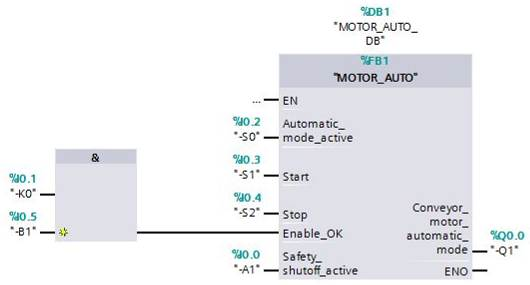 %DB1
"MOTOR_AUTO_
DB"
%FB1
"MOTOR_AUTO"
... EN
%I0.2
"-S0"
Automatic_
mode_active
%I0.3
"-S1"
Start
%I0.4
"-S2"
Stop
&
%I0.1
"-K0"
%I0.5
"-B1"
Enable_OK
%I0.0
"-A1"
Safety_
shutoff_active
Conveyor_
motor_
automatic_
mode
%Q0.0
"-Q1"
ENO